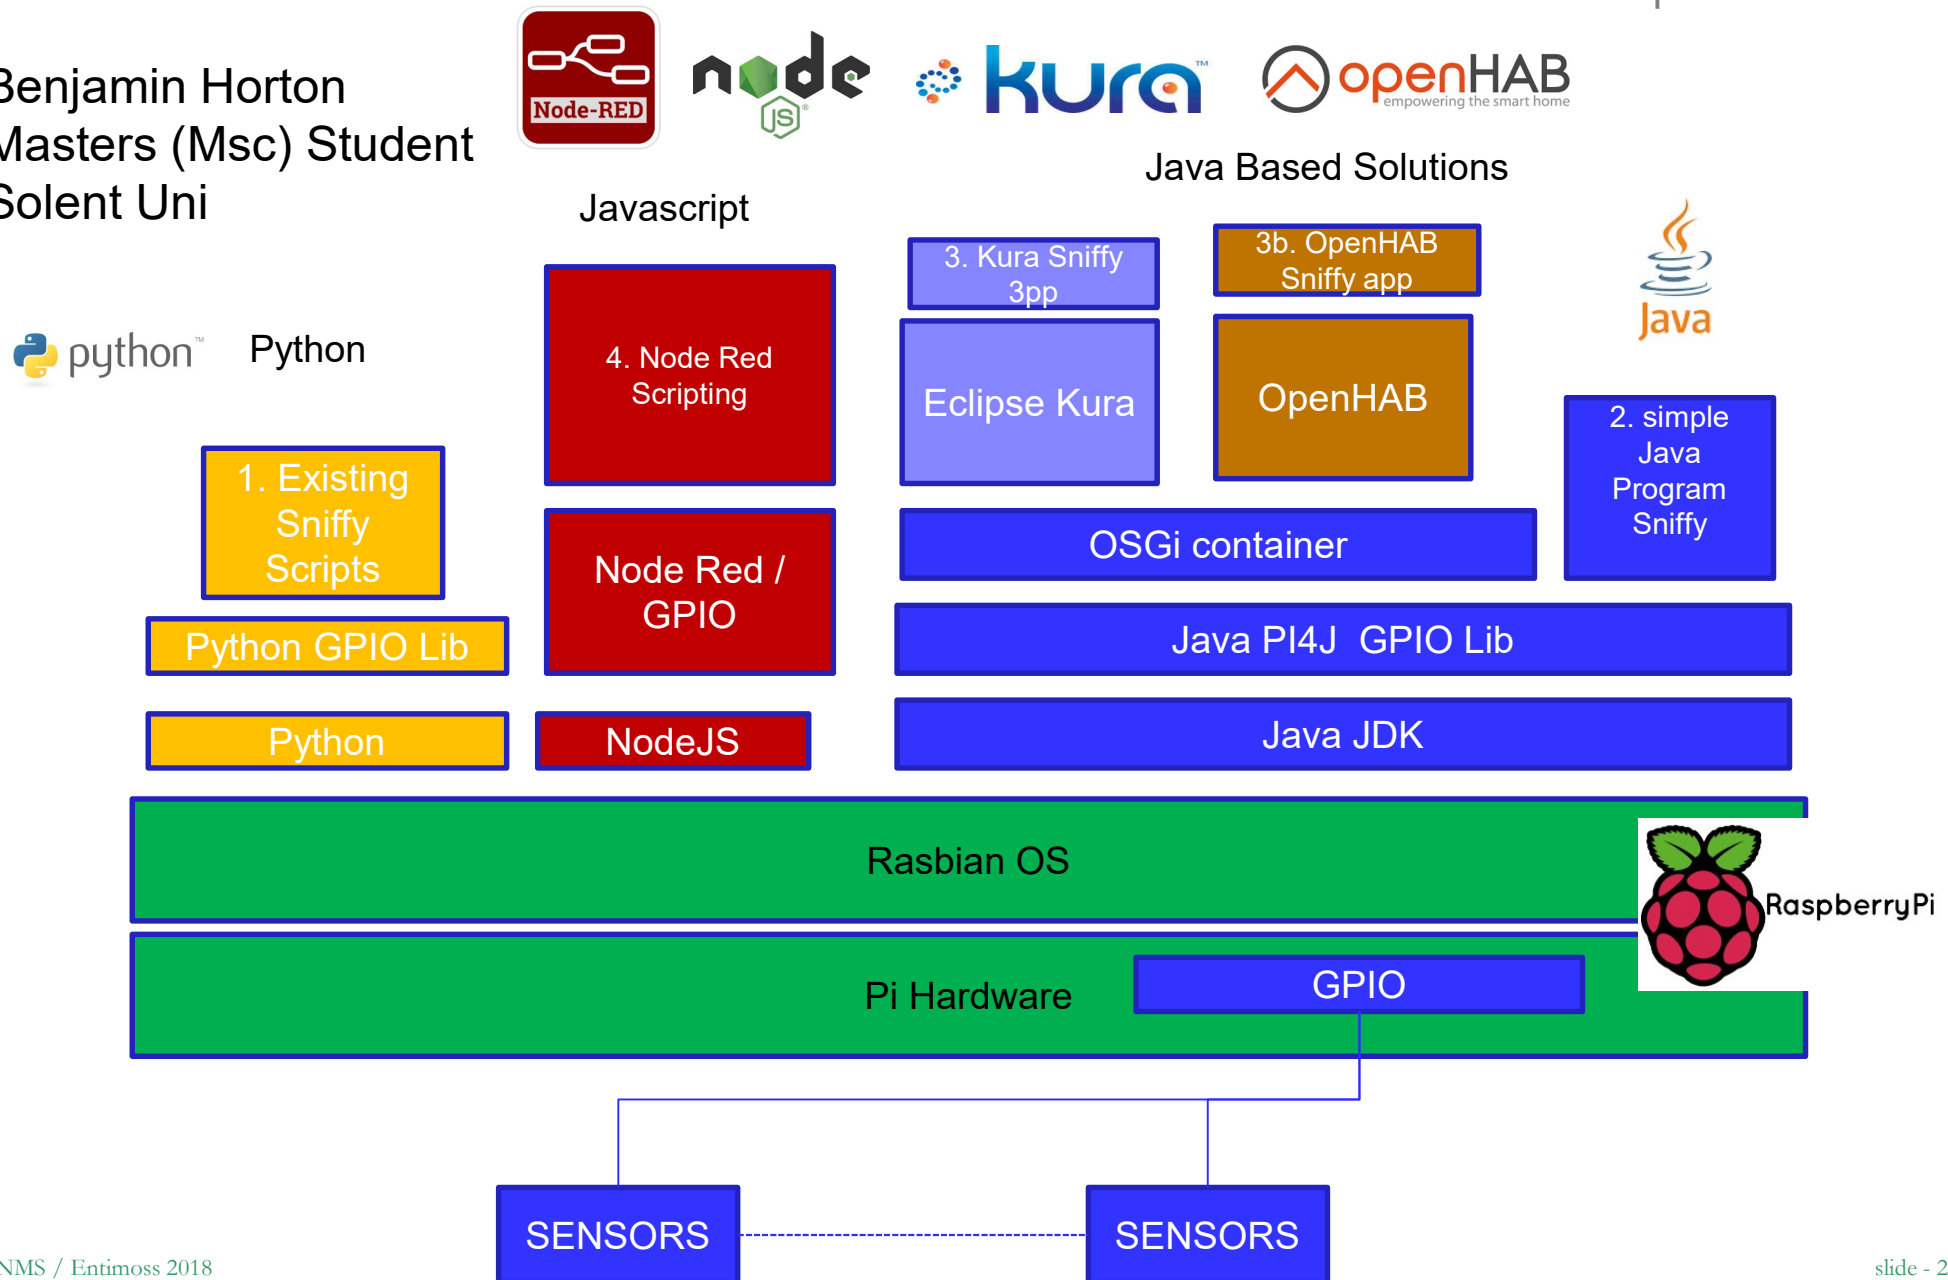 Benjamin Horton
Masters (Msc) Student
Solent Uni
Node-RED
node
JS
kura™
openHAB
empowering the smart home
Java Based Solutions
Javascript
Java
python™
Python
3. Kura Sniffy
3pp
3b. OpenHAB
Sniffy app
4. Node Red
Scripting
Eclipse Kura
OpenHAB
2. simple
Java
Program
Sniffy
1. Existing
Sniffy
Scripts
Node Red /
GPIO
OSGi container
Python GPIO Lib
Java PI4J GPIO Lib
Python
NodeJS
Java JDK
Rasbian OS
RaspberryPi
Pi Hardware
GPIO
SENSORS
SENSORS
NMS / Entimoss 2018
slide - 2